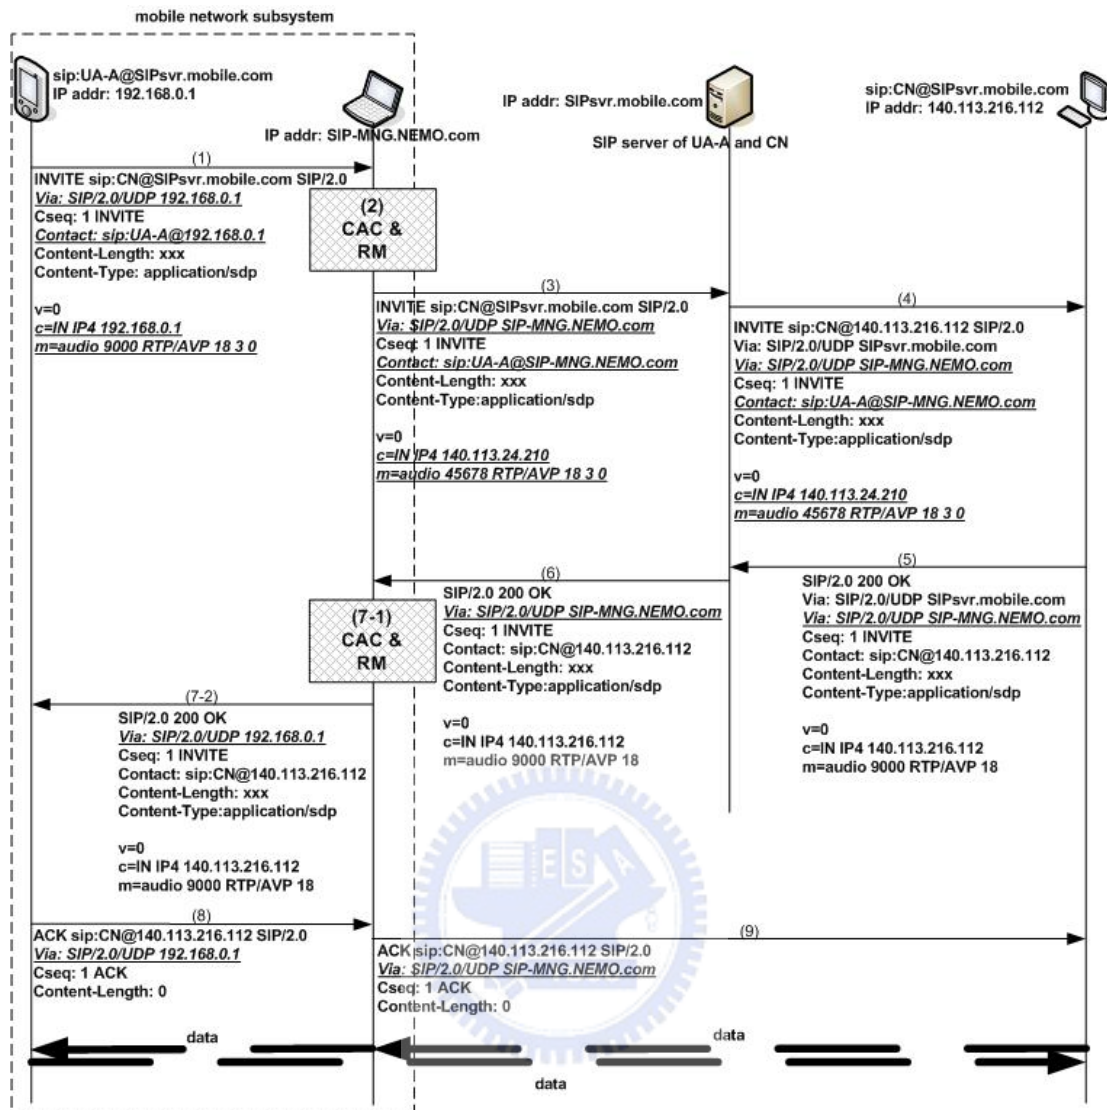 mobile network subsystem
sip:UA-A@SIPsvr.mobile.com
IP addr: 192.168.0.1
IP addr: SIP-MNG.NEMO.com
IP addr: SIPsvr.mobile.com
SIP server of UA-A and CN
sip:CN@SIPsvr.mobile.com
IP addr: 140.113.216.112
(1)
INVITE sip:CN@SIPsvr.mobile.com SIP/2.0
Via: SIP/2.0/UDP 192.168.0.1
Cseq: 1 INVITE
Contact: sip:UA-A@192.168.0.1
Content-Length: xxx
Content-Type: application/sdp
v=0
c=IN IP4 192.168.0.1
m=audio 9000 RTP/AVP 18 3 0
(2)
CAC &
RM
(3)
INVITE sip:CN@SIPsvr.mobile.com SIP/2.0
Via: SIP/2.0/UDP SIP-MNG.NEMO.com
Cseq: 1 INVITE
Contact: sip:UA-A@SIP-MNG.NEMO.com
Content-Length: xxx
Content-Type:application/sdp
v=0
c=IN IP4 140.113.24.210
m=audio 45678 RTP/AVP 18 3 0
(4)
INVITE sip:CN@140.113.216.112 SIP/2.0
Via: SIP/2.0/UDP SIPsvr.mobile.com
Via: SIP/2.0/UDP SIP-MNG.NEMO.com
Cseq: 1 INVITE
Contact: sip:UA-A@SIP-MNG.NEMO.com
Content-Length: xxx
Content-Type:application/sdp
v=0
c=IN IP4 140.113.24.210
m=audio 45678 RTP/AVP 18 3 0
(5)
SIP/2.0 200 OK
Via: SIP/2.0/UDP SIPsvr.mobile.com
Via: SIP/2.0/UDP SIP-MNG.NEMO.com
Cseq: 1 INVITE
Contact: sip:CN@140.113.216.112
Content-Length: xxx
Content-Type:application/sdp
v=0
c=IN IP4 140.113.216.112
m=audio 9000 RTP/AVP 18
(6)
SIP/2.0 200 OK
Via: SIP/2.0/UDP SIP-MNG.NEMO.com
Cseq: 1 INVITE
Contact: sip:CN@140.113.216.112
Content-Length: xxx
Content-Type:application/sdp
v=0
c=IN IP4 140.113.216.112
m=audio 9000 RTP/AVP 18
(7-1)
CAC &
RM
(7-2)
SIP/2.0 200 OK
Via: SIP/2.0/UDP 192.168.0.1
Cseq: 1 INVITE
Contact: sip:CN@140.113.216.112
Content-Length: xxx
Content-Type:application/sdp
v=0
c=IN IP4 140.113.216.112
m=audio 9000 RTP/AVP 18
(8)
ACK sip:CN@140.113.216.112 SIP/2.0
Via: SIP/2.0/UDP 192.168.0.1
Cseq: 1 ACK
Content-Length: 0
(9)
ACK sip:CN@140.113.216.112 SIP/2.0
Via: SIP/2.0/UDP SIP-MNG.NEMO.com
Cseq: 1 ACK
Content-Length: 0
data
data
data
ESA